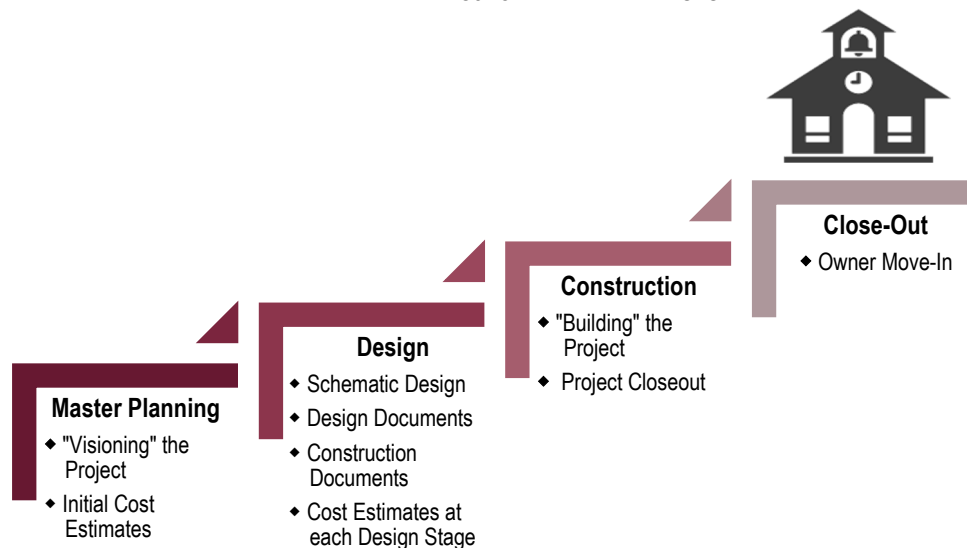 Close-Out
◆ Owner Move-In
Construction
◆ "Building" the
Project
◆ Project Closeout
Design
◆ Schematic Design
◆ Design Documents
◆ Construction
Documents
◆ Cost Estimates at
each Design Stage
Master Planning
◆ "Visioning" the
Project
◆ Initial Cost
Estimates